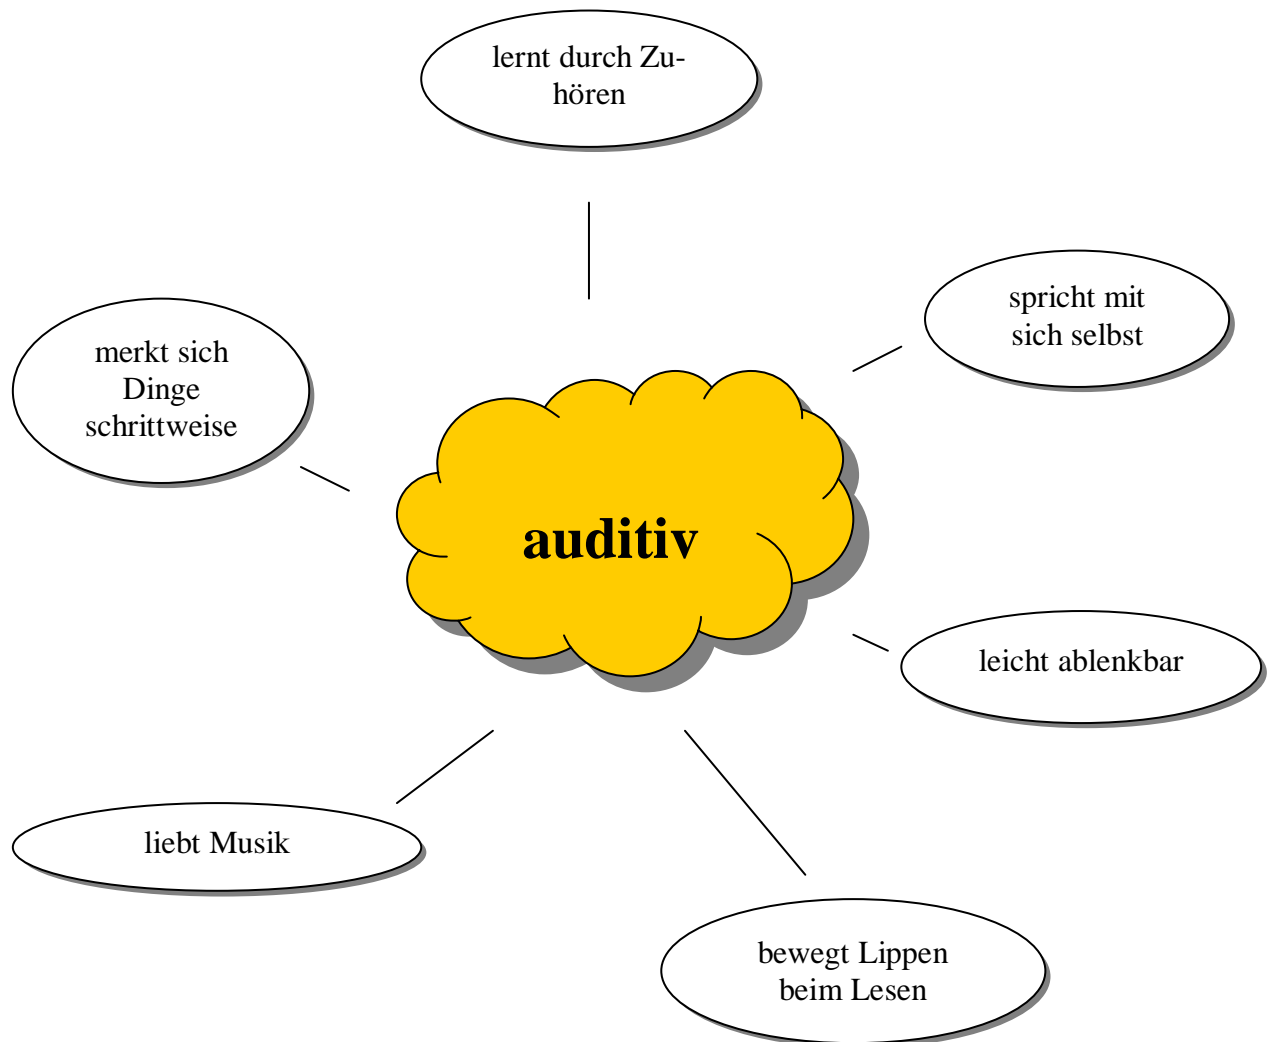 lernt durch Zu-
hören
spricht mit
sich selbst
merkt sich
Dinge
schrittweise
auditiv
leicht ablenkbar
liebt Musik
bewegt Lippen
beim Lesen